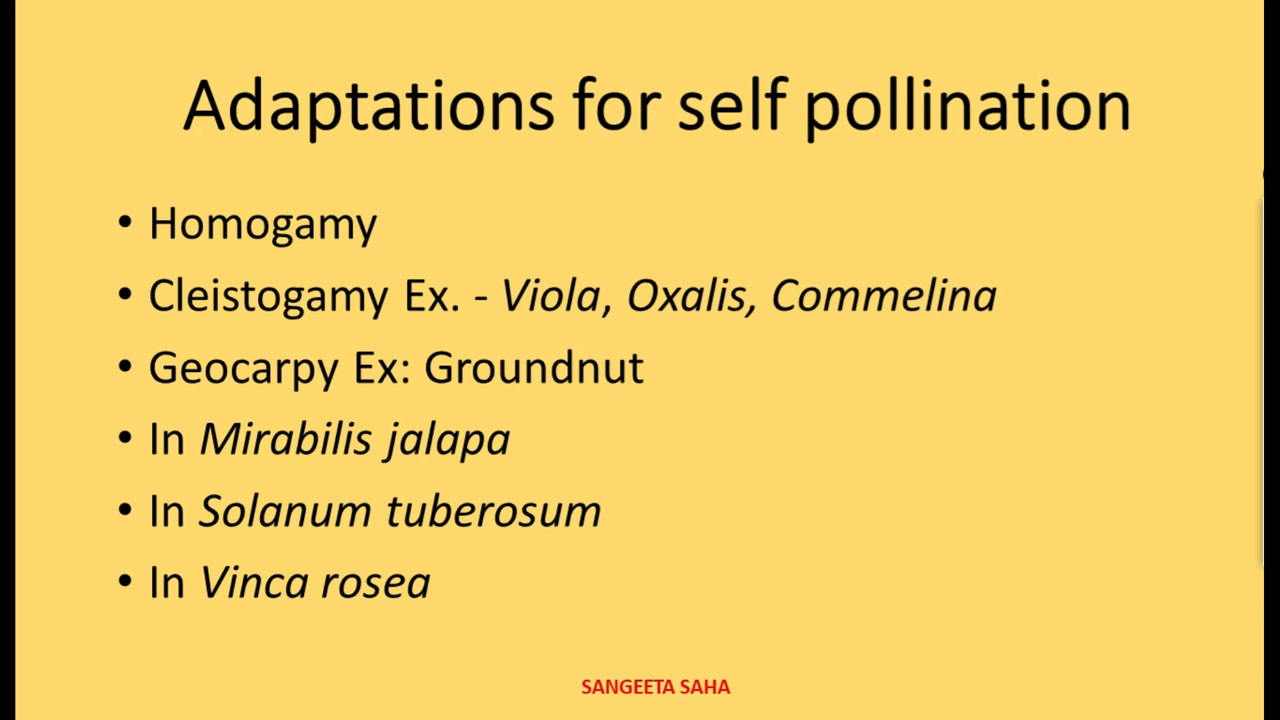 Adaptations for self pollination
• Homogamy
• Cleistogamy Ex. - Viola, Oxalis, Commelina
• Geocarpy Ex: Groundnut
• In Mirabilis jalapa
• In Solanum tuberosum
• In Vinca rosea
SANGEETA SAHA